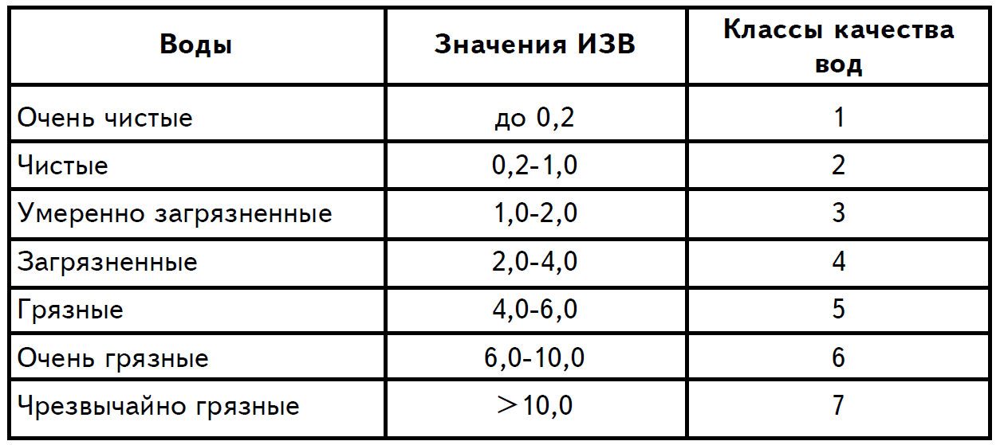 Воды Значения ИЗВ Классы качества
вод
Очень чистые до 0,2 1
Чистые 0,2-1,0 2
Умеренно загрязненные 1,0-2,0 3
Загрязненные 2,0-4,0 4
Грязные 4,0-6,0 5
Очень грязные 6,0-10,0 6
Чрезвычайно грязные >10,0 7